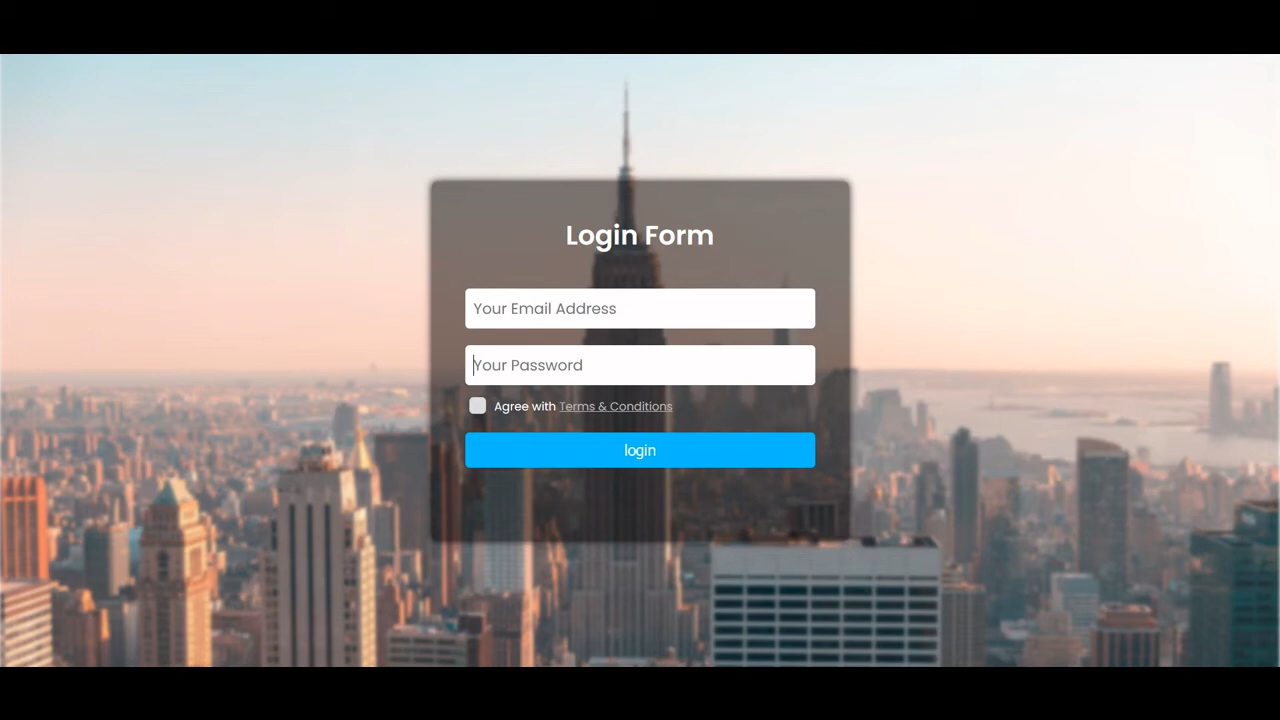 Login Form
Your Email Address
Your Password
Agree with Terms & Conditions
login